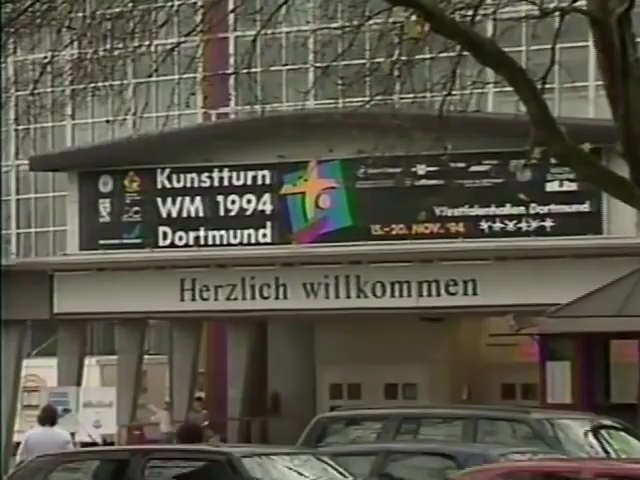 Kunstturn
WM 1994
Dortmund
Westfalenhallen Dortmund
15.-20. NOV. '94
Herzlich willkommen